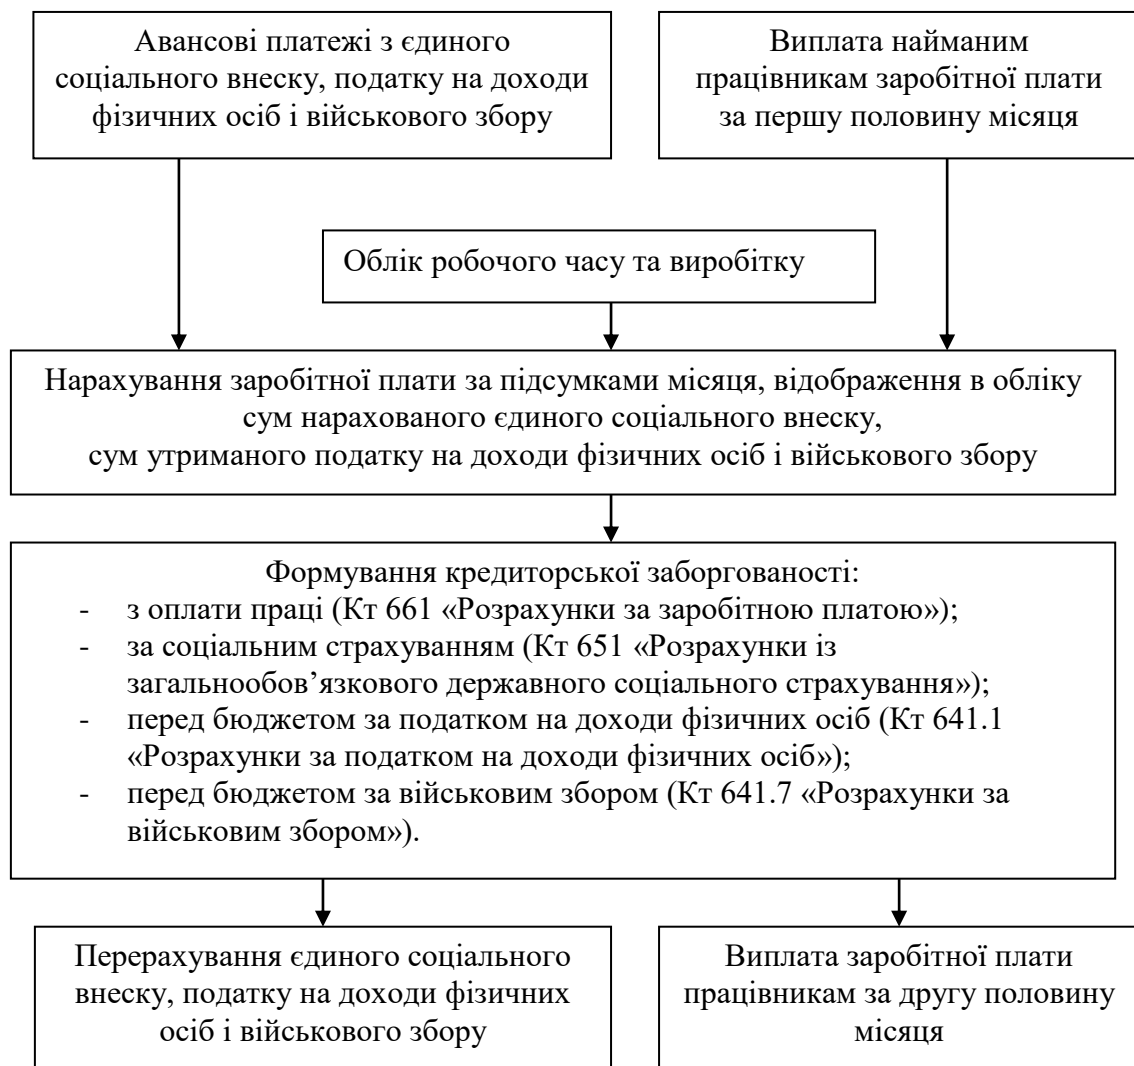 Авансові платежі з єдиного
соціального внеску, податку на доходи
фізичних осіб і військового збору
Виплата найманим
працівникам заробітної плати
за першу половину місяця
Облік робочого часу та виробітку
Нарахування заробітної плати за підсумками місяця, відображення в обліку
сум нарахованого єдиного соціального внеску,
сум утриманого податку на доходи фізичних осіб і військового збору
Формування кредиторської заборгованості:
- з оплати праці (Кт 661 «Розрахунки за заробітною платою»);
- за соціальним страхуванням (Кт 651 «Розрахунки із
загальнообов’язкового державного соціального страхування»);
- перед бюджетом за податком на доходи фізичних осіб (Кт 641.1
«Розрахунки за податком на доходи фізичних осіб»);
- перед бюджетом за військовим збором (Кт 641.7 «Розрахунки за
військовим збором»).
Перерахування єдиного соціального
внеску, податку на доходи фізичних
осіб і військового збору
Виплата заробітної плати
працівникам за другу половину
місяця